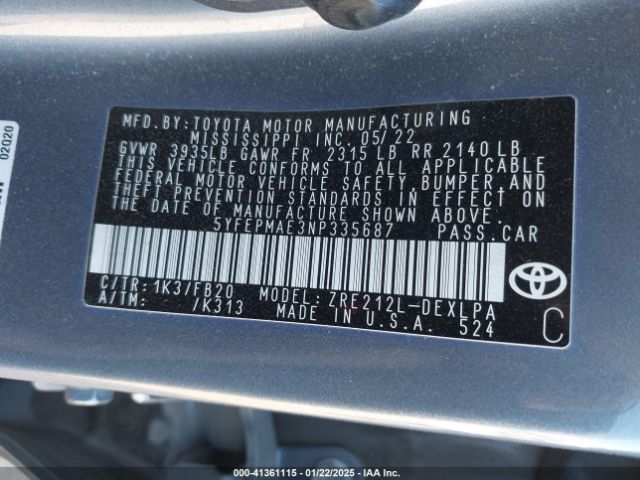 MFD.BY:TOYOTA MOTOR MANUFACTURING
MISSISSIPPI, INC. 05/22
GVWR 3935LB GAWR FR 2315 LB RR 2140 LB
THIS VEHICLE CONFORMS TO ALL APPLICABLE
FEDERAL MOTOR VEHICLE SAFETY,BUMPER,AND
THEFT PREVENTION STANDARDS IN EFFECT ON
THE DATE OF MANUFACTURE SHOWN ABOVE.
5YFEPMAE3NP335687 PASS.CAR
C/TR: 1K3/FB20 MODEL: ZRE212L-DEXLPA
A/TM: /K313 MADE IN U.S.A. 524
C
02020
000-41361115 - 01/22/2025 - IAA Inc.